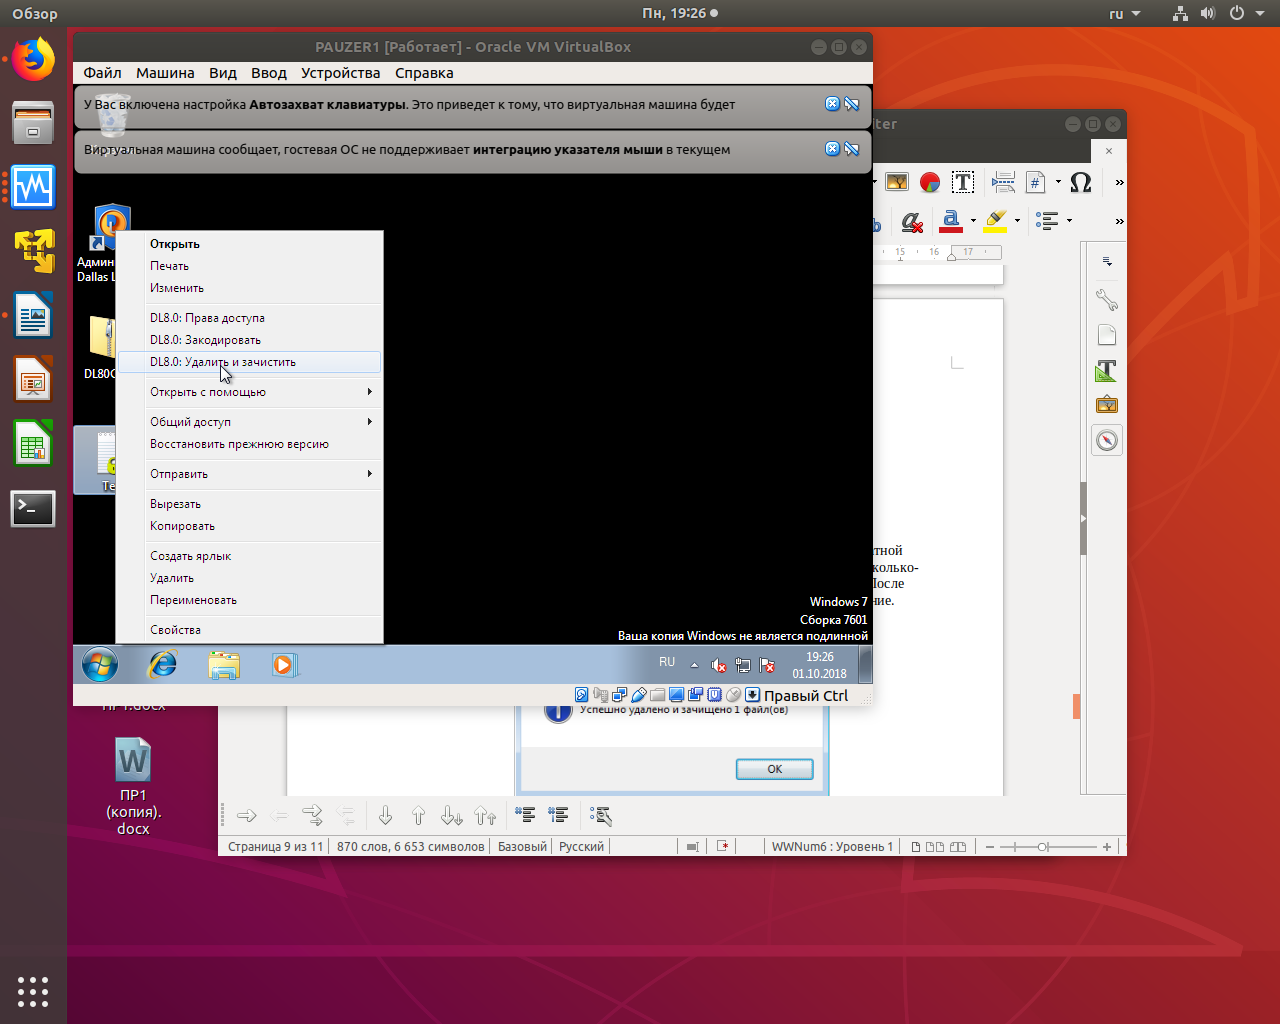 Обзор
Пн, 19:26
ru
PAUZER1 [Работает] - Oracle VM VirtualBox
Файл Машина Вид Ввод Устройства Справка
У Вас включена настройка Автозахват клавиатуры. Это приведет к тому, что виртуальная машина будет
Виртуальная машина сообщает, гостевая ОС не поддерживает интеграцию указателя мыши в текущем
iter
Админ
Dallas L
DL80
Te
Открыть
Печать
Изменить
DL8.0: Права доступа
DL8.0: Закодировать
DL8.0: Удалить и зачистить
Открыть с помощью
Общий доступ
Восстановить прежнюю версию
Отправить
Вырезать
Копировать
Создать ярлык
Удалить
Переименовать
Свойства
15 16 17
тной
сколько-
После
ние.
Windows 7
Сборка 7601
Ваша копия Windows не является подлинной
RU
19:26
01.10.2018
Правый Ctrl
ПР1.docx
Успешно удалено и зачищено 1 файл(ов)
OK
ПР1
(копия).
docx
Страница 9 из 11 870 слов, 6 653 символов Базовый Русский WWNum6 : Уровень 1